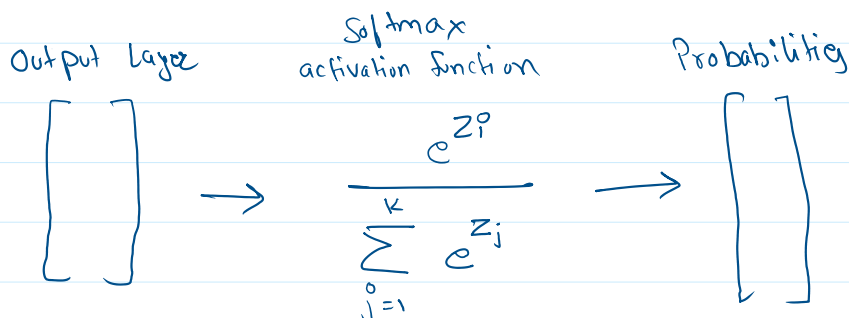 Softmax
Output Layer activation function Probabilities
e^{z_i}
K
∑ e^{z_j}
j=1